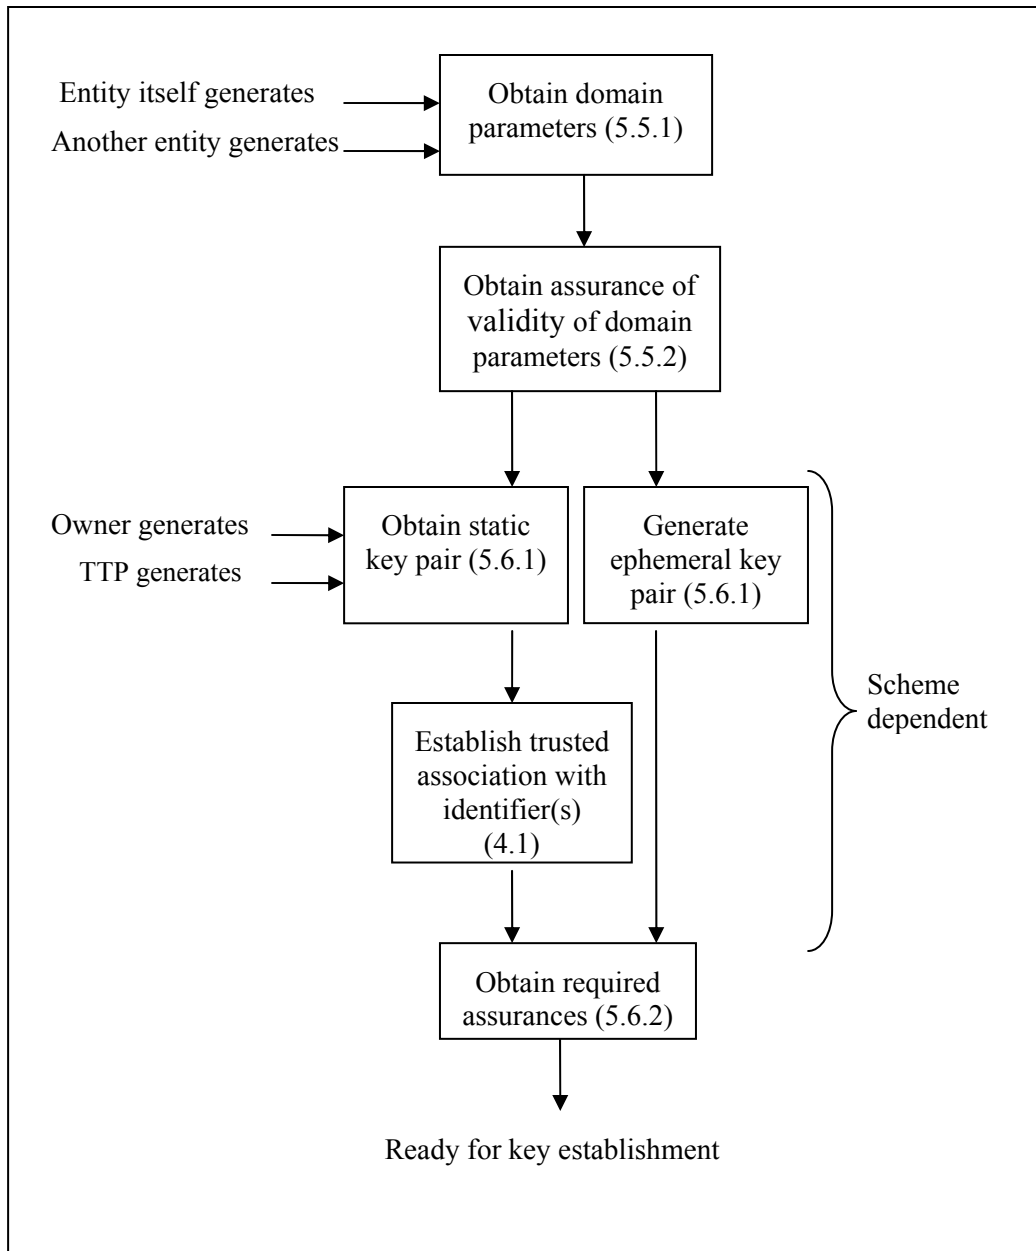 Entity itself generates
Another entity generates
Obtain domain
parameters (5.5.1)
Obtain assurance of
validity of domain
parameters (5.5.2)
Owner generates
TTP generates
Obtain static
key pair (5.6.1)
Generate
ephemeral key
pair (5.6.1)
Scheme
dependent
Establish trusted
association with
identifier(s)
(4.1)
Obtain required
assurances (5.6.2)
Ready for key establishment